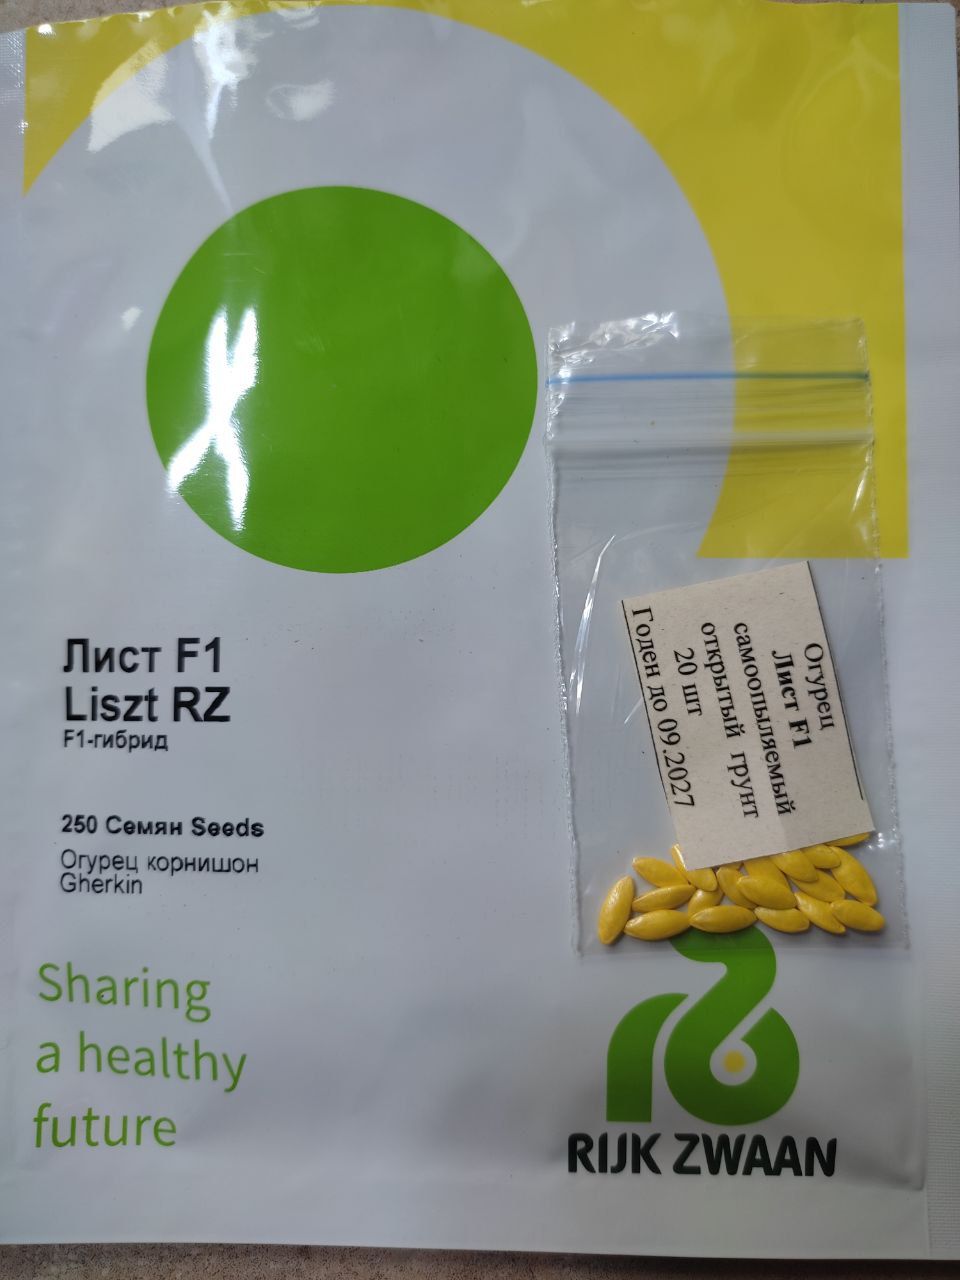 Лист F1
Liszt RZ
F1-гибрид
250 Семян Seeds
Огурец корнишон
Gherkin
Sharing
a healthy
future
Огурец
Лист F1
самоопыляемый
открытый грунт
20 шт
Годен до 09.2027
RIJK ZWAAN